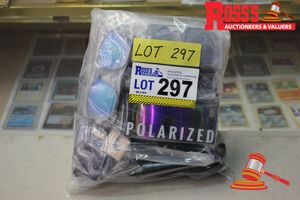 ROSS'S
AUCTIONEERS & VALUERS
LOT 297
ROSS'S
LOT
297
POLARIZED